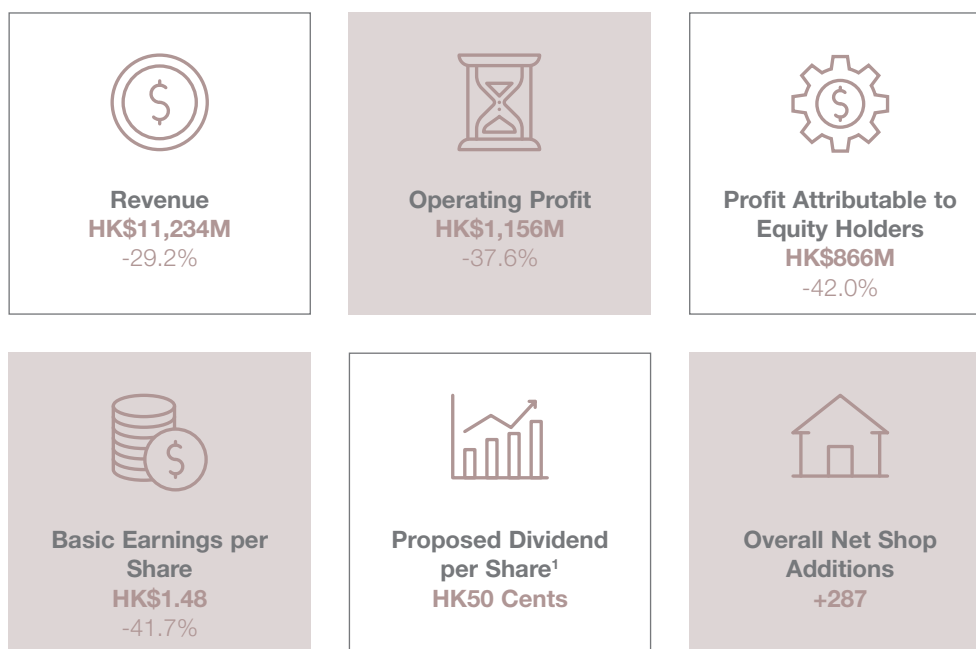 Revenue
HK$11,234M
-29.2%
Operating Profit
HK$1,156M
-37.6%
Profit Attributable to
Equity Holders
HK$866M
-42.0%
Basic Earnings per
Share
HK$1.48
-41.7%
Proposed Dividend
per Share¹
HK50 Cents
Overall Net Shop
Additions
+287